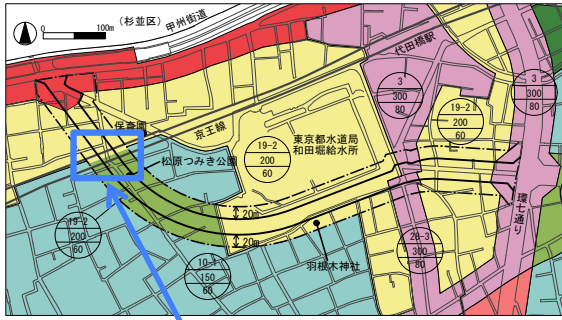 (杉並区)
甲州街道
0 100m
代田橋駅
3
300
80
3
300
80
保育園
京王線
19-2
200
60
東京都水道局
和田堀給水所
19-2
200
60
松原つみき公園
環七通り
20m
20m
19-2
200
60
10-1
150
60
羽根木神社
26-3
300
80